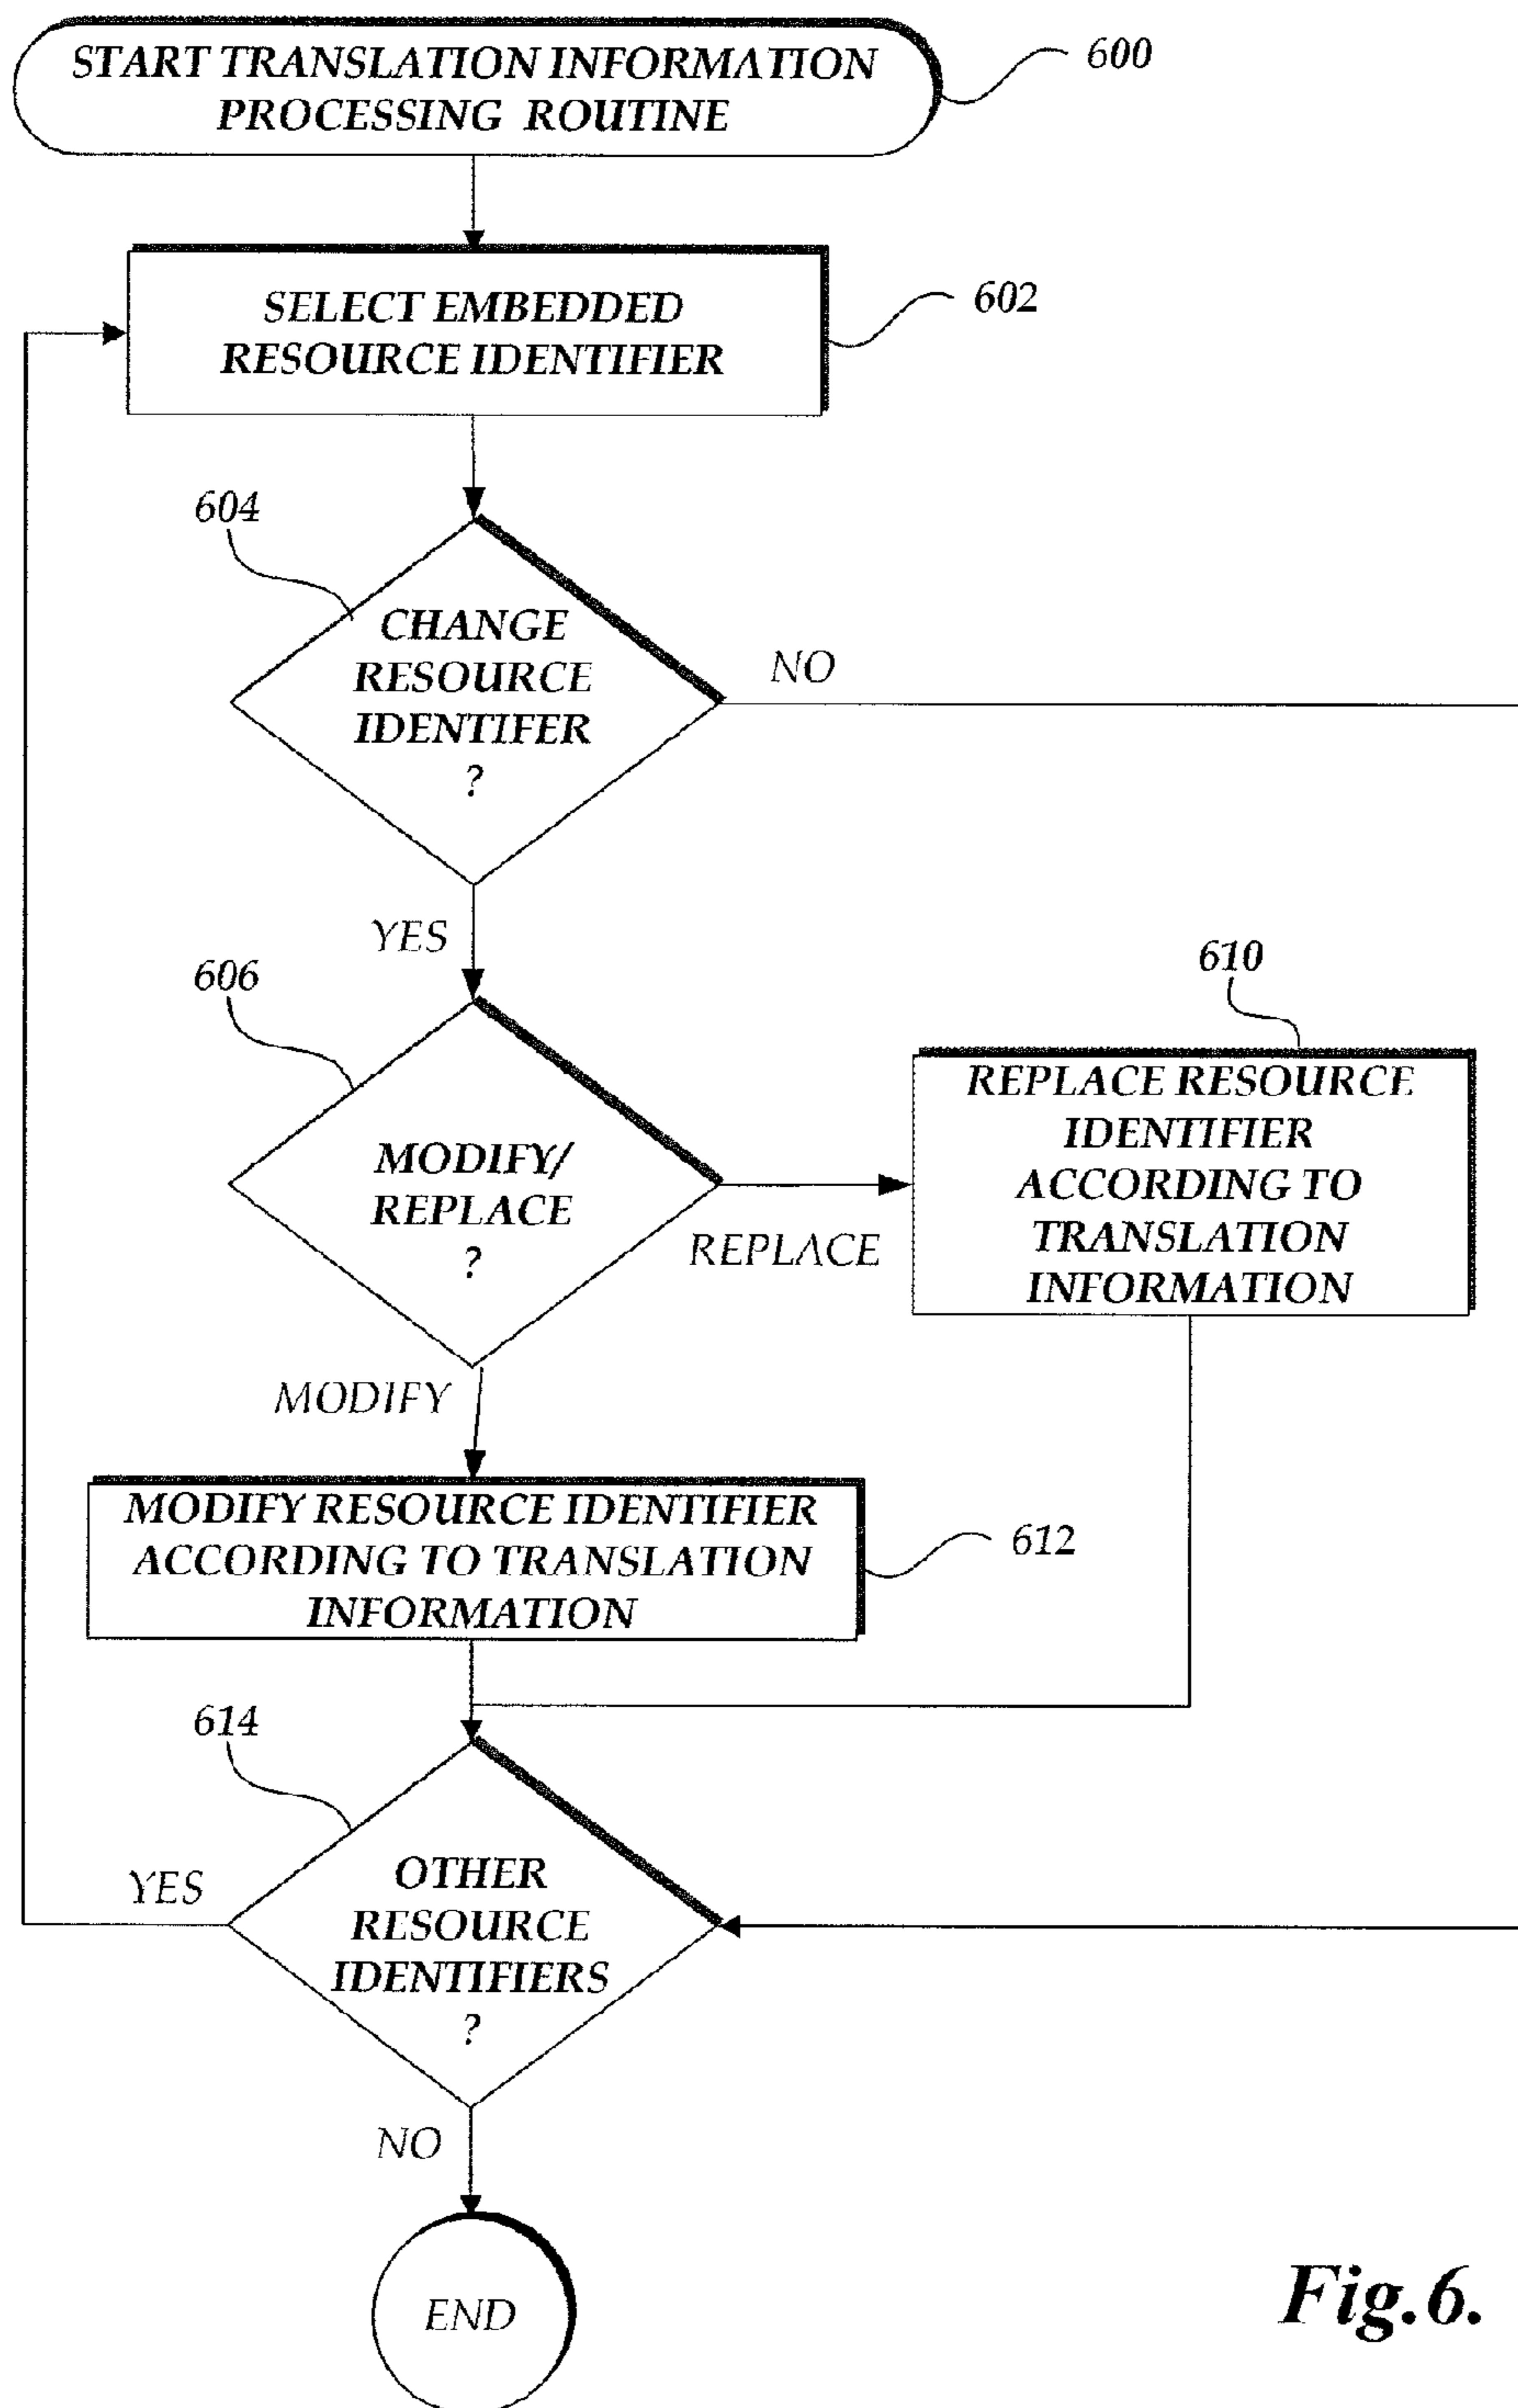 START TRANSLATION INFORMATION
PROCESSING ROUTINE
600
SELECT EMBEDDED
RESOURCE IDENTIFIER
602
604
CHANGE
RESOURCE
IDENTIFER
?
NO
YES
606
MODIFY/
REPLACE
?
REPLACE
610
REPLACE RESOURCE
IDENTIFIER
ACCORDING TO
TRANSLATION
INFORMATION
MODIFY
MODIFY RESOURCE IDENTIFIER
ACCORDING TO TRANSLATION
INFORMATION
612
614
YES
OTHER
RESOURCE
IDENTIFIERS
?
NO
END
Fig.6.